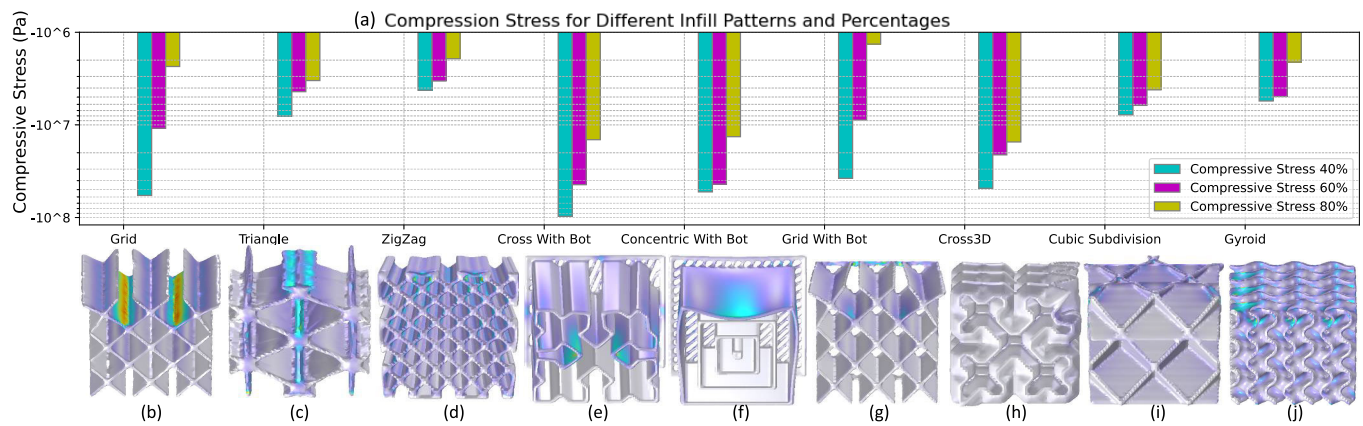 (a) Compression Stress for Different Infill Patterns and Percentages
Compressive Stress (Pa)
-10^6
-10^7
-10^8
Compressive Stress 40%
Compressive Stress 60%
Compressive Stress 80%
Grid Triangle ZigZag Cross With Bot Concentric With Bot Grid With Bot Cross3D Cubic Subdivision Gyroid
(b) (c) (d) (e) (f) (g) (h) (i) (j)